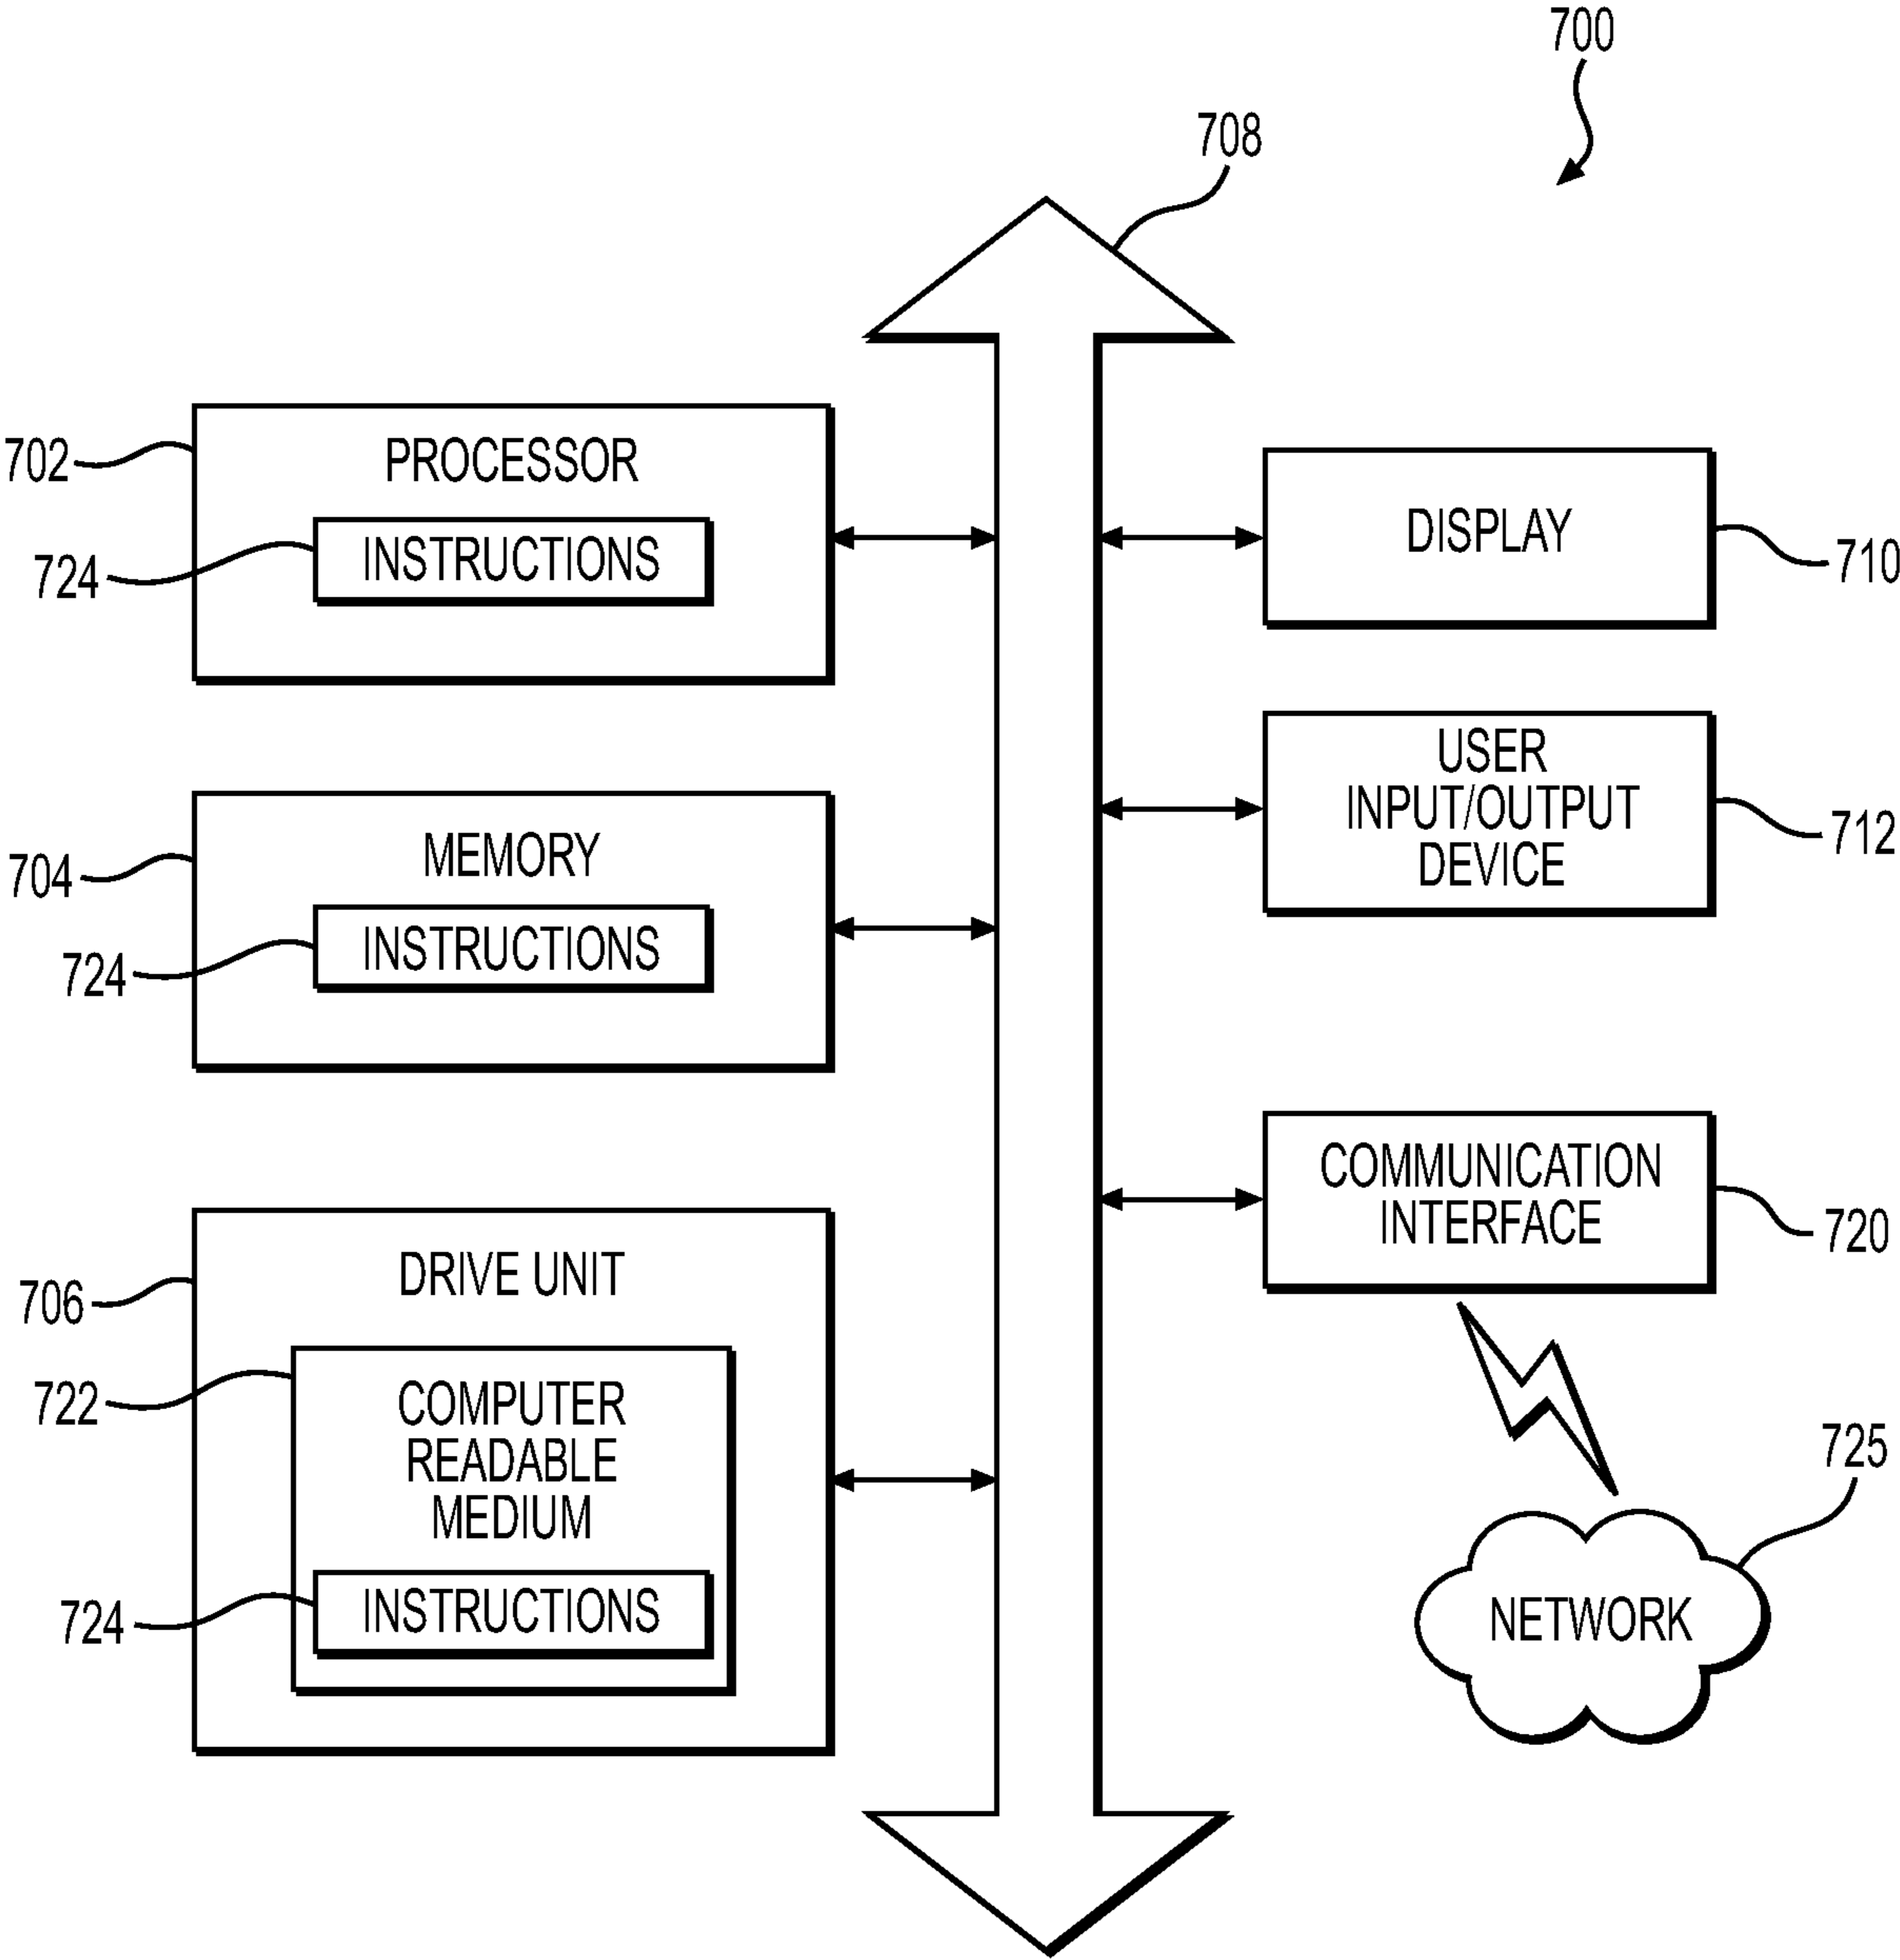 700
708
702
PROCESSOR
724
INSTRUCTIONS
704
MEMORY
724
INSTRUCTIONS
706
DRIVE UNIT
722
COMPUTER
READABLE
MEDIUM
724
INSTRUCTIONS
DISPLAY
710
USER
INPUT/OUTPUT
DEVICE
712
COMMUNICATION
INTERFACE
720
725
NETWORK